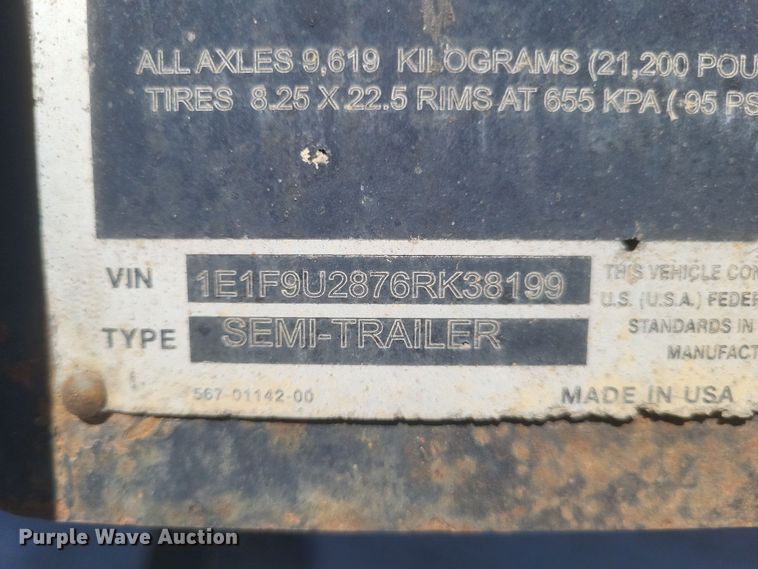 ALL AXLES 9,619 KILOGRAMS (21,200 POU
TIRES 8.25 X 22.5 RIMS AT 655 KPA ( 95 PS
VIN 1E1F9U2876RK38199
TYPE SEMI-TRAILER
THIS VEHICLE CON
U.S. (U.S.A.) FEDER
STANDARDS IN
MANUFACT
567-01142-00
MADE IN USA
Purple Wave Auction